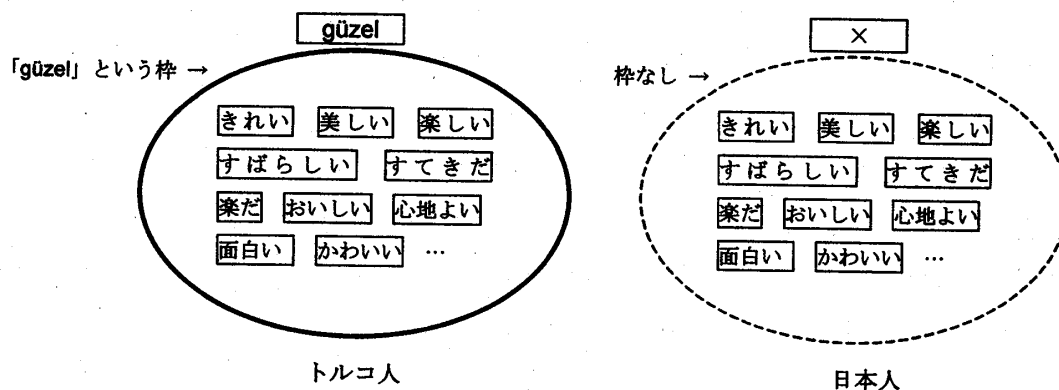 güzel
「güzel」という枠 →
きれい 美しい 楽しい
すばらしい すてきだ
楽だ おいしい 心地よい
面白い かわいい …
トルコ人
×
枠なし →
きれい 美しい 楽しい
すばらしい すてきだ
楽だ おいしい 心地よい
面白い かわいい …
日本人